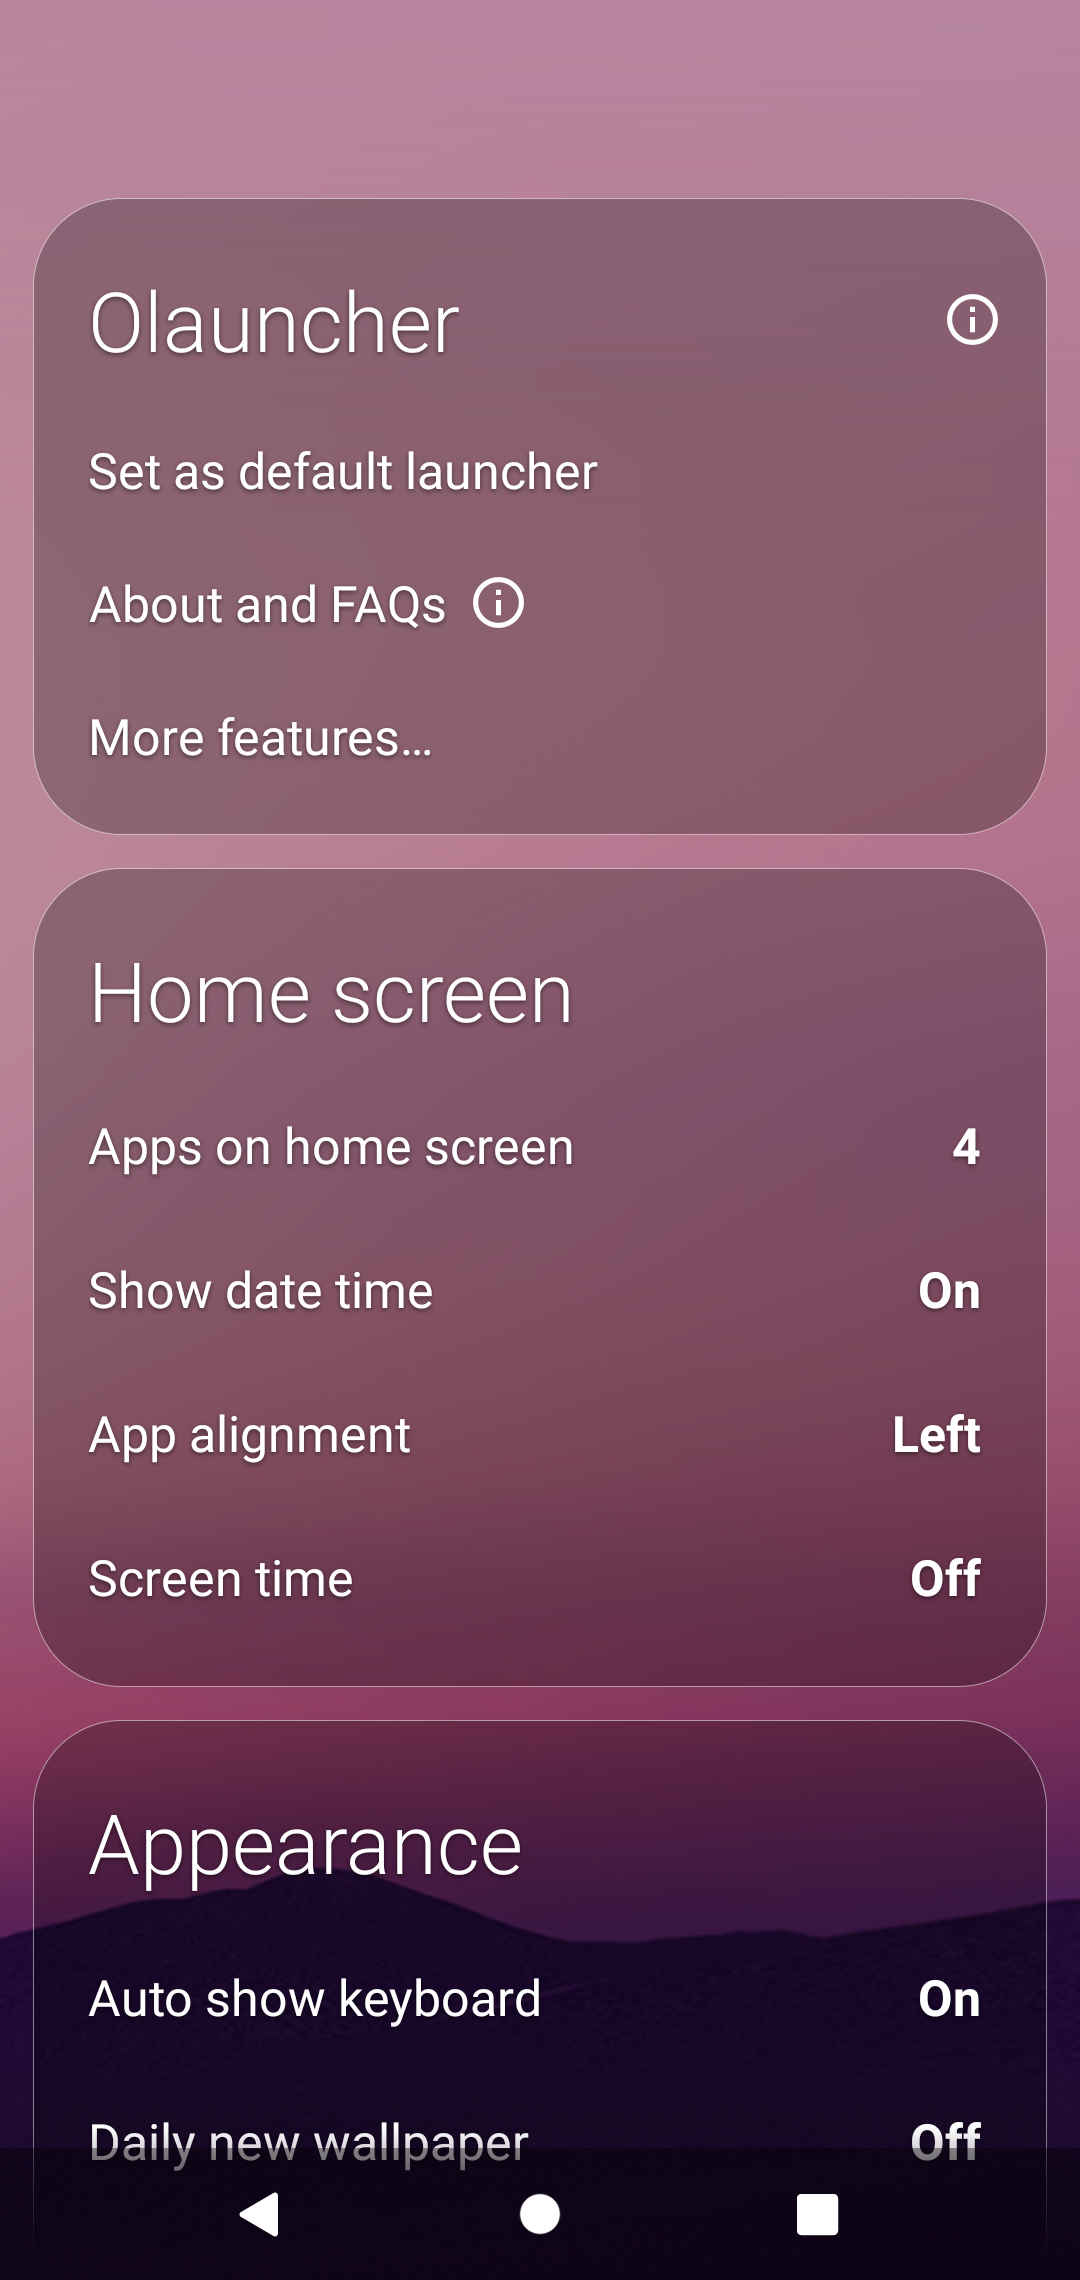 Olauncher
Set as default launcher
About and FAQs
More features...
Home screen
Apps on home screen 4
Show date time On
App alignment Left
Screen time Off
Appearance
Auto show keyboard On
Daily new wallpaper Off